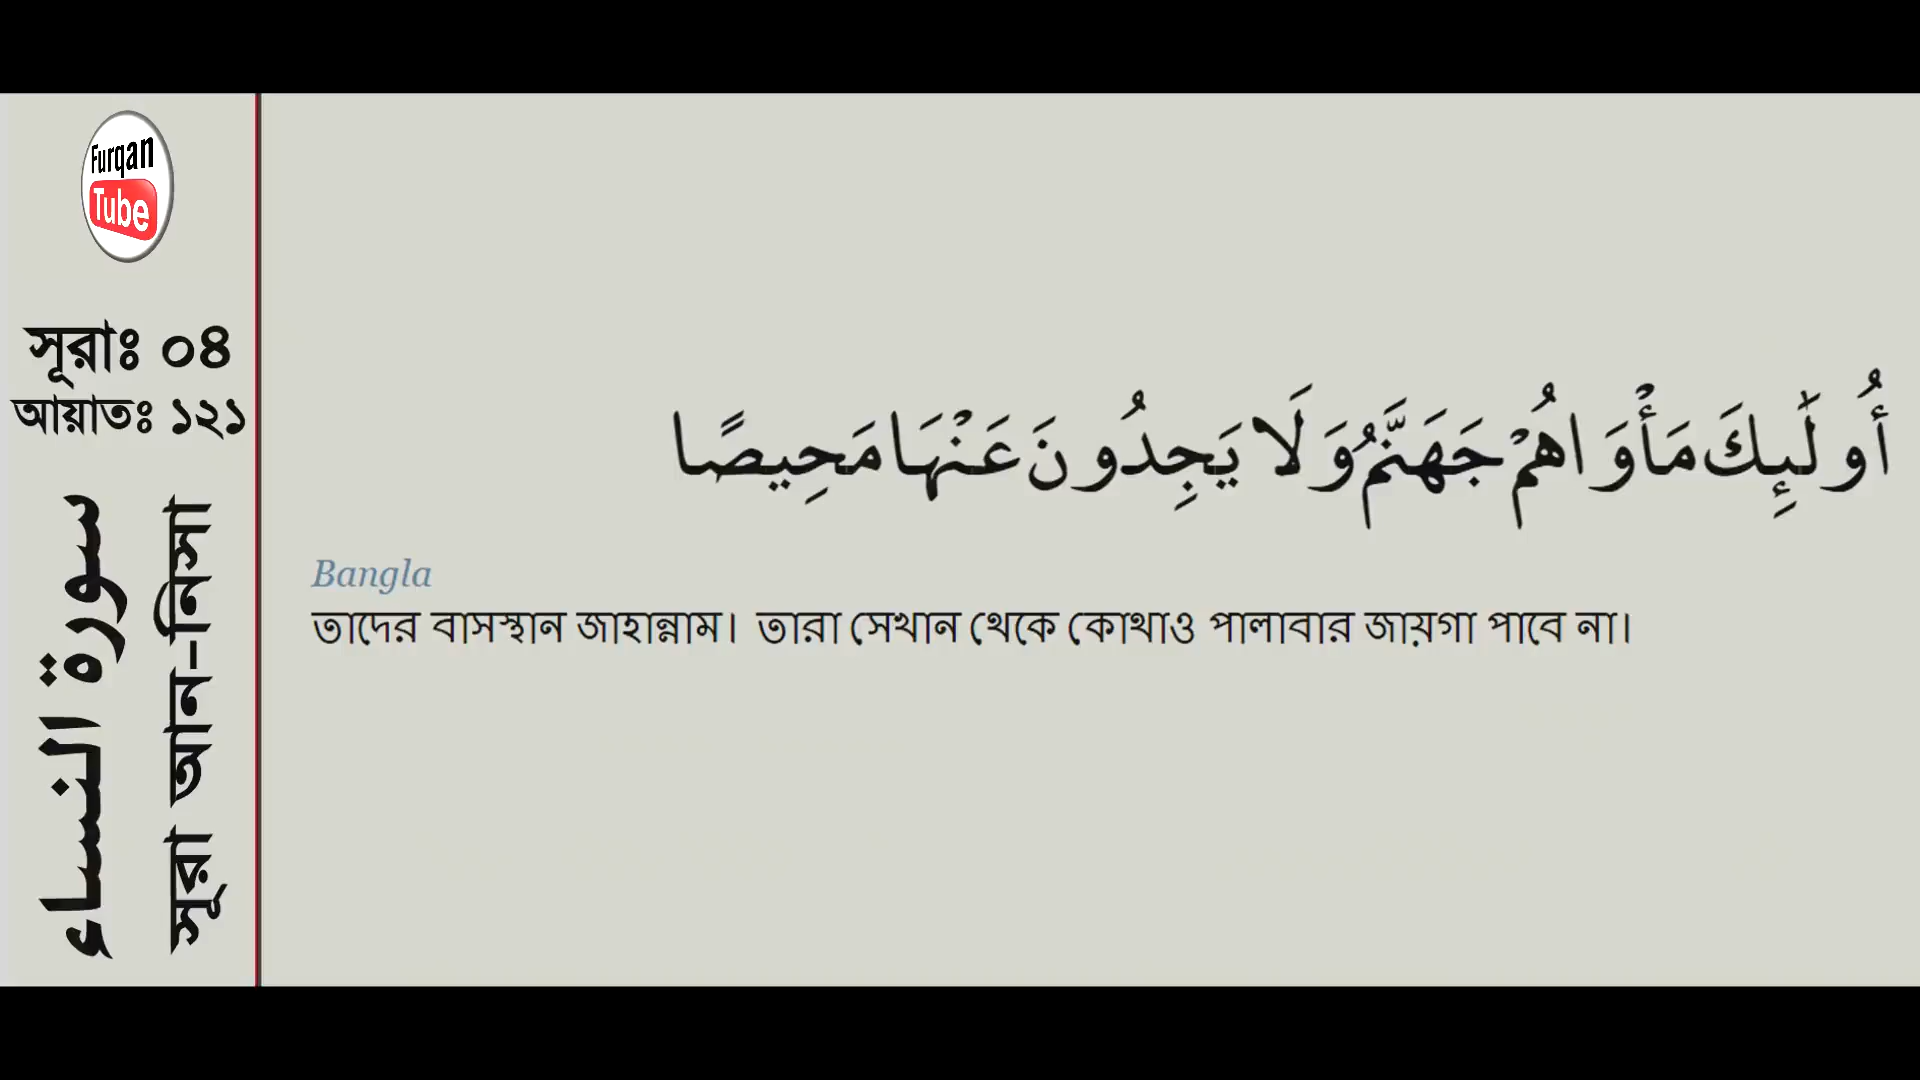 Furqan
Tube
সূরাঃ ০৪
আয়াতঃ ১২১
سورة النساء
সূরা আন-নিসা
أُولَٰئِكَ مَأْوَاهُمْ جَهَنَّمُ وَلَا يَجِدُونَ عَنْهَا مَحِيصًا
Bangla
তাদের বাসস্থান জাহান্নাম। তারা সেখান থেকে কোথাও পালাবার জায়গা পাবে না।